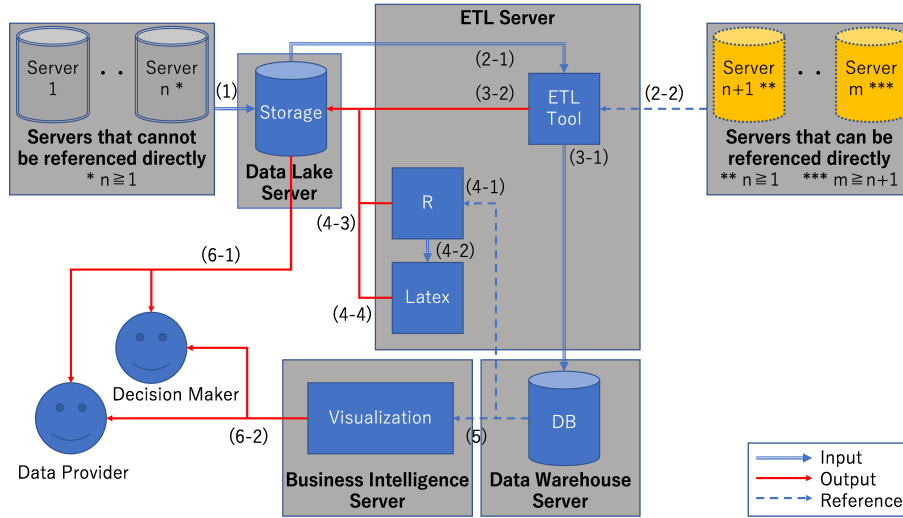 ETL Server
Server
1
. .
Server
n *
(1)
Servers that cannot
be referenced directly
* n≧1
Storage
Data Lake
Server
(2-1)
(3-2)
ETL
Tool
(2-2)
(3-1)
Server
n+1 **
. .
Server
m ***
Servers that can be
referenced directly
** n≧1 *** m≧n+1
R
(4-1)
(4-3)
(4-2)
Latex
(4-4)
(6-1)
Decision Maker
Data Provider
(6-2)
Visualization
(5)
DB
Business Intelligence
Server
Data Warehouse
Server
Input
Output
Reference